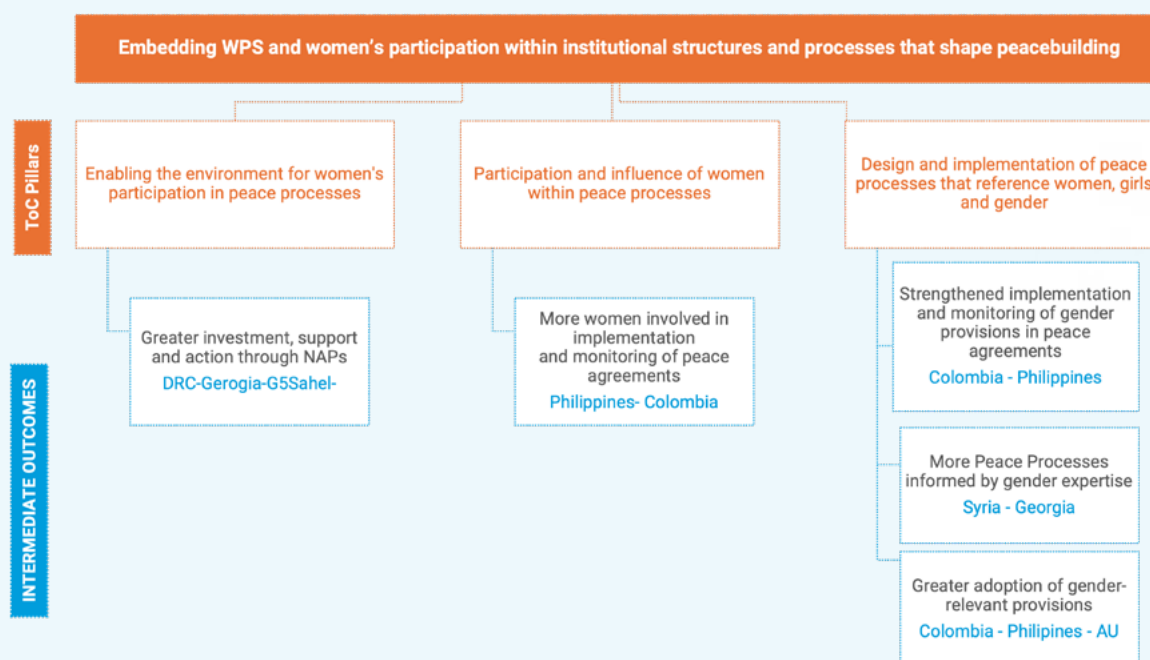 Embedding WPS and women's participation within institutional structures and processes that shape peacebuilding
ToC Pillars
Enabling the environment for women's
participation in peace processes
Participation and influence of women
within peace processes
Design and implementation of peace
processes that reference women, girls
and gender
INTERMEDIATE OUTCOMES
Greater investment, support
and action through NAPs
DRC-Gerogia-G5Sahel-
More women involved in
implementation
and monitoring of peace
agreements
Philippines- Colombia
Strengthened implementation
and monitoring of gender
provisions in peace
agreements
Colombia - Philippines
More Peace Processes
informed by gender expertise
Syria - Georgia
Greater adoption of gender-
relevant provisions
Colombia - Philipines - AU